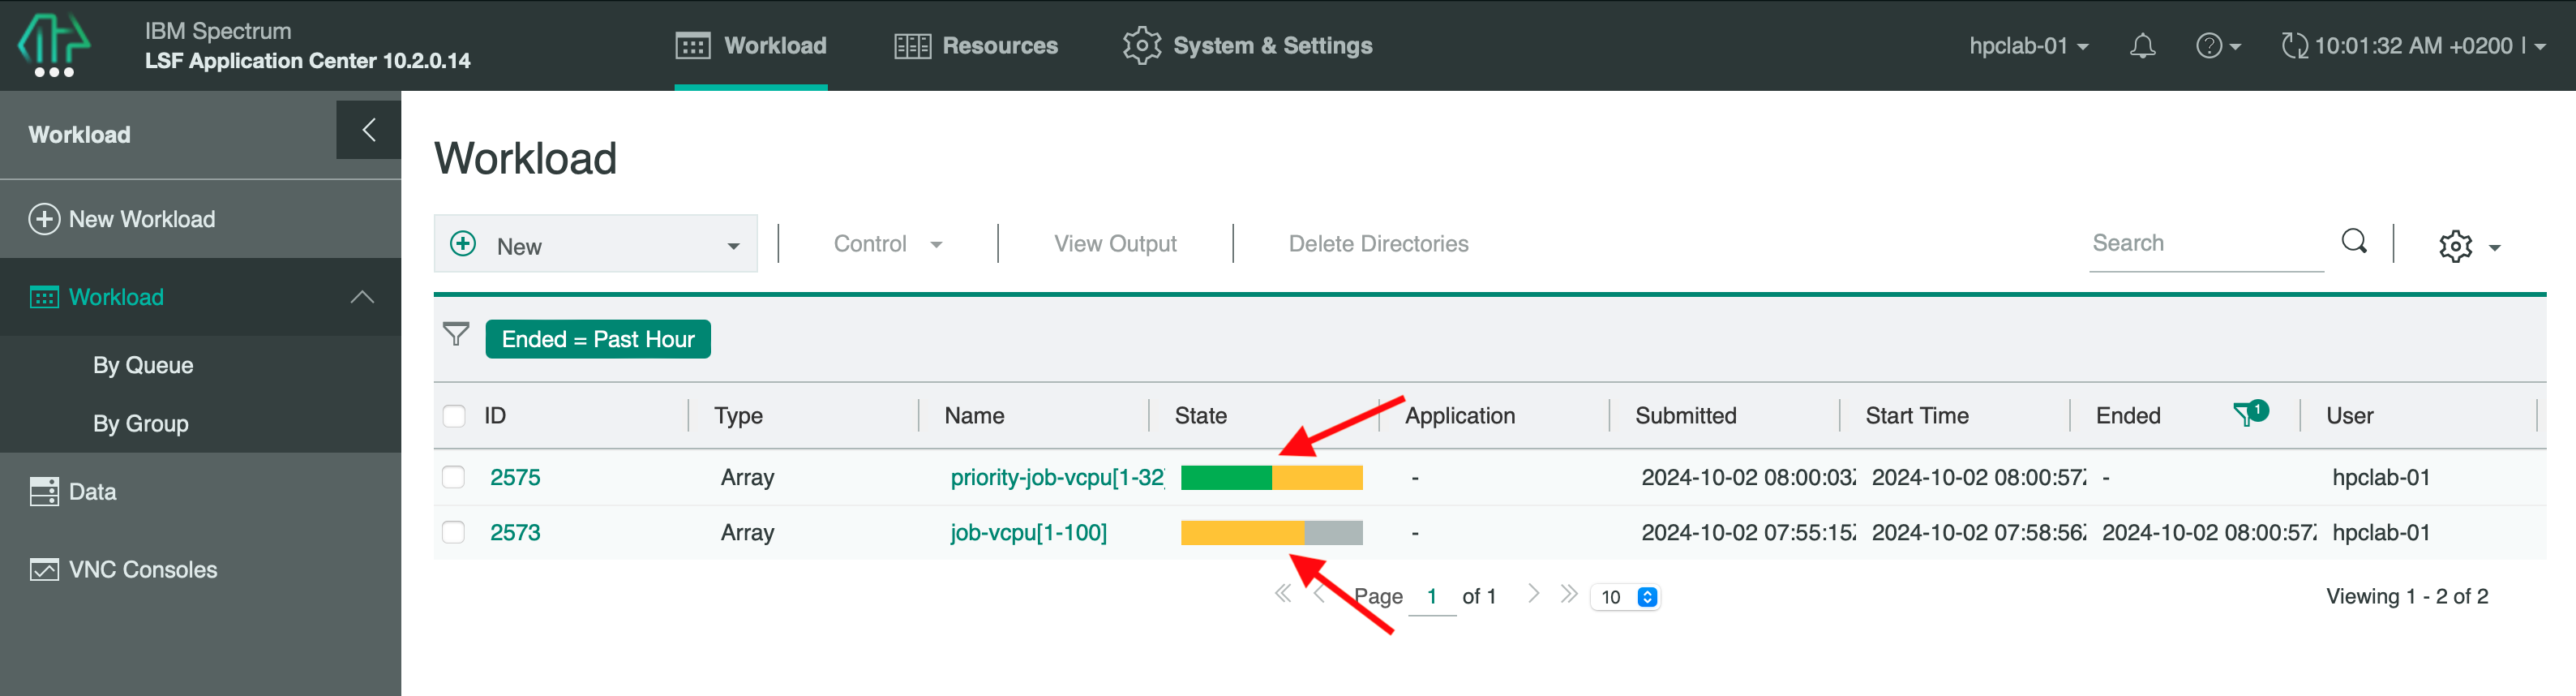 IBM Spectrum
LSF Application Center 10.2.0.14
Workload
Resources
System & Settings
hpclab-01
10:01:32 AM +0200
Workload
New Workload
Workload
By Queue
By Group
Data
VNC Consoles
Workload
New
Control
View Output
Delete Directories
Search
Ended = Past Hour
ID Type Name State Application Submitted Start Time Ended 1 User
2575 Array priority-job-vcpu[1-32] - 2024-10-02 08:00:03Z 2024-10-02 08:00:57Z - hpclab-01
2573 Array job-vcpu[1-100] - 2024-10-02 07:55:15Z 2024-10-02 07:58:56Z 2024-10-02 08:00:57Z hpclab-01
Page 1 of 1 10 Viewing 1 - 2 of 2